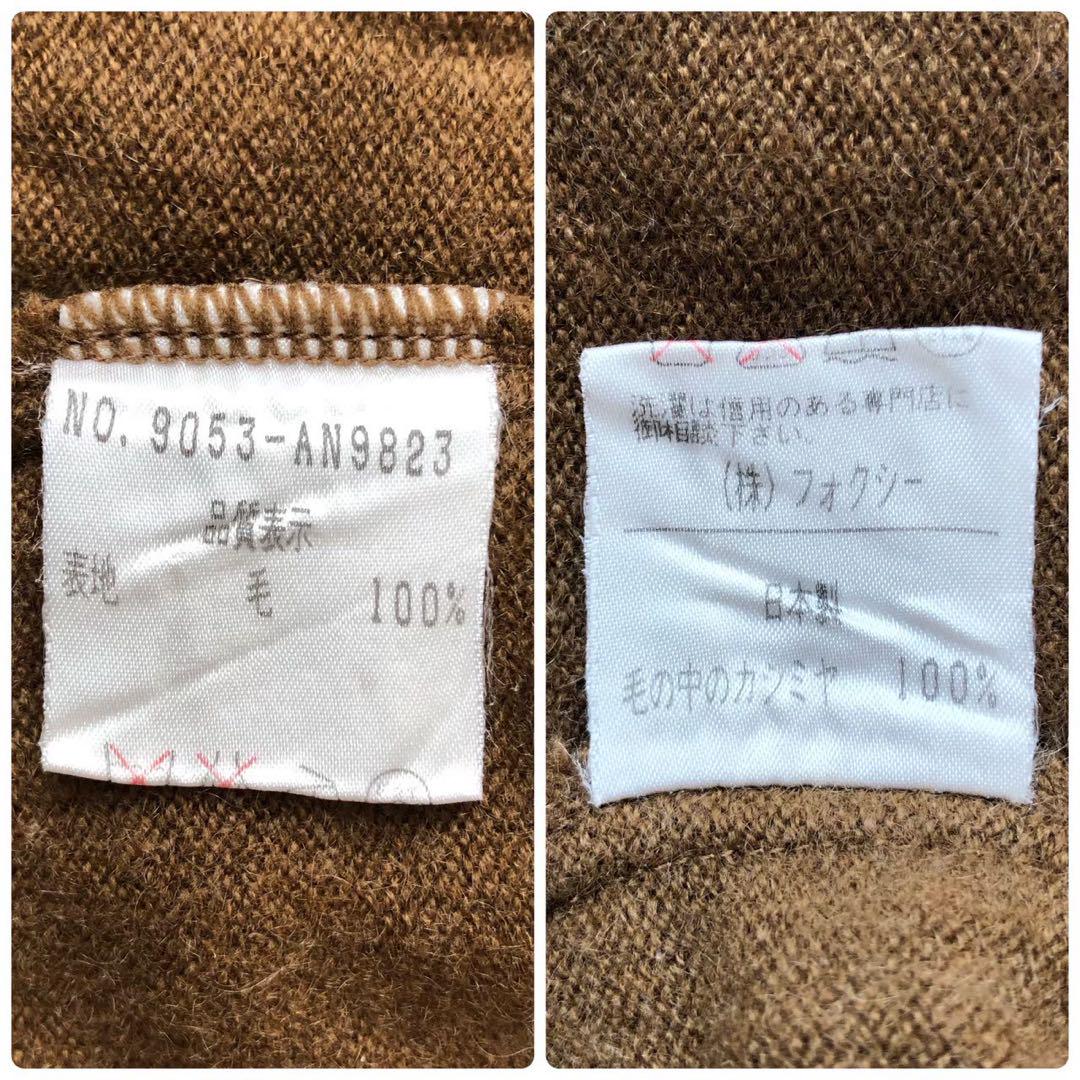 NO. 9053-AN9823
品質表示
表地 毛 100%
洗濯は信用のある専門店に
御相談下さい。
(株)フォクシー
日本製
毛の中のカシミヤ 100%